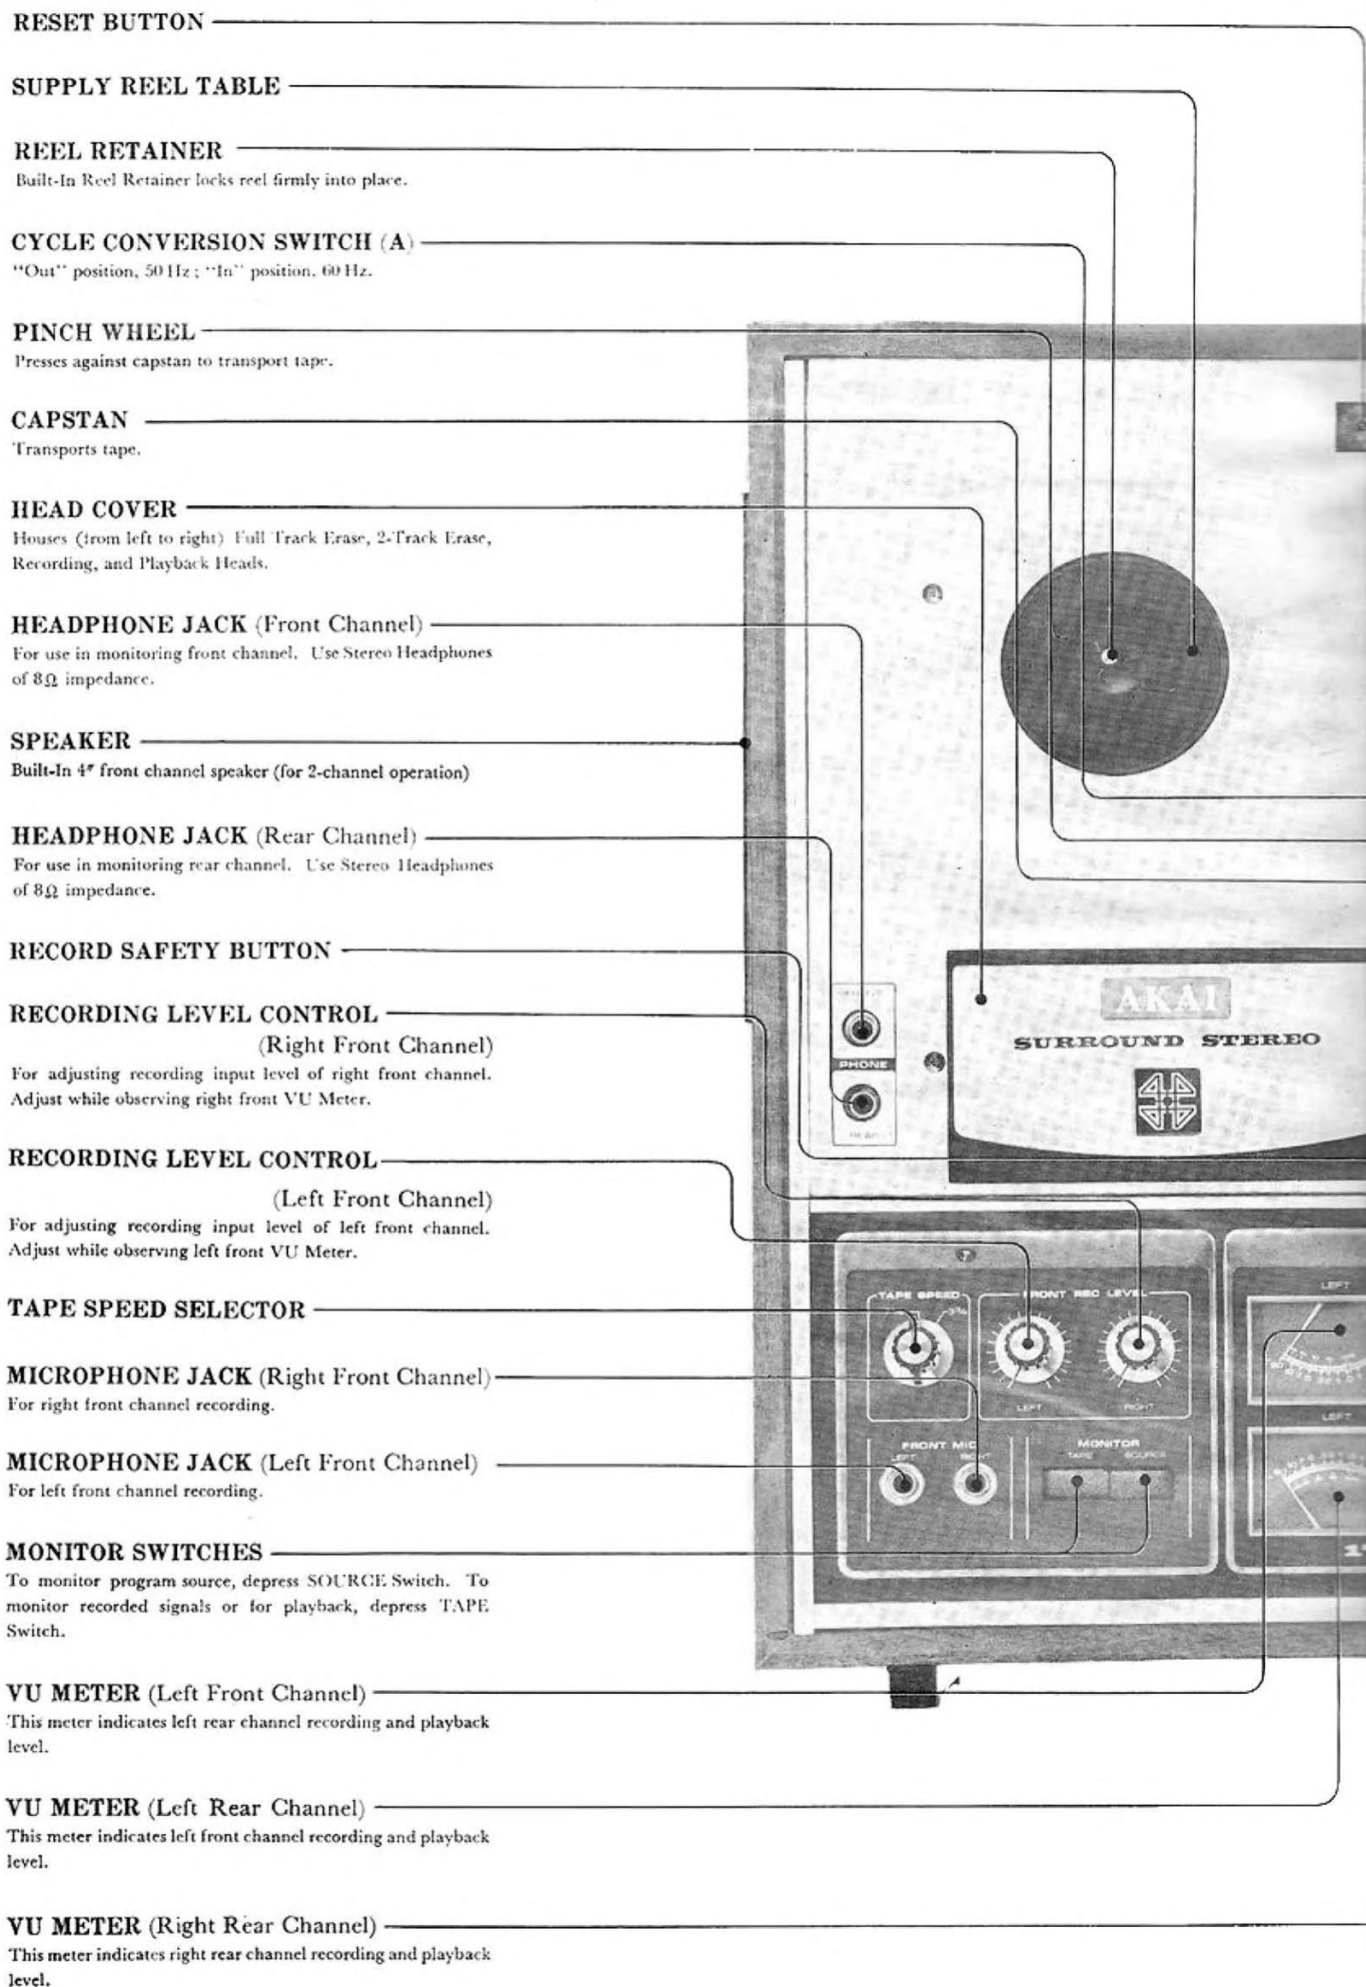 RESET BUTTON
SUPPLY REEL TABLE
REEL RETAINER
Built-In Reel Retainer locks reel firmly into place.
CYCLE CONVERSION SWITCH (A)
“Out” position, 50 Hz ; “In” position, 60 Hz.
PINCH WHEEL
Presses against capstan to transport tape.
CAPSTAN
Transports tape.
HEAD COVER
Houses (from left to right) Full Track Erase, 2-Track Erase,
Recording, and Playback Heads.
HEADPHONE JACK (Front Channel)
For use in monitoring front channel. Use Stereo Headphones
of 8Ω impedance.
SPEAKER
Built-In 4″ front channel speaker (for 2-channel operation)
HEADPHONE JACK (Rear Channel)
For use in monitoring rear channel. Use Stereo Headphones
of 8Ω impedance.
RECORD SAFETY BUTTON
RECORDING LEVEL CONTROL
(Right Front Channel)
For adjusting recording input level of right front channel.
Adjust while observing right front VU Meter.
RECORDING LEVEL CONTROL
(Left Front Channel)
For adjusting recording input level of left front channel.
Adjust while observing left front VU Meter.
TAPE SPEED SELECTOR
MICROPHONE JACK (Right Front Channel)
For right front channel recording.
MICROPHONE JACK (Left Front Channel)
For left front channel recording.
MONITOR SWITCHES
To monitor program source, depress SOURCE Switch. To
monitor recorded signals or for playback, depress TAPE
Switch.
VU METER (Left Front Channel)
This meter indicates left rear channel recording and playback
level.
VU METER (Left Rear Channel)
This meter indicates left front channel recording and playback
level.
VU METER (Right Rear Channel)
This meter indicates right rear channel recording and playback
level.
AKAI
SURROUND STEREO
PHONE
TAPE SPEED
3¾
FRONT REC LEVEL
LEFT
RIGHT
FRONT MIC
LEFT
RIGHT
MONITOR
TAPE
SOURCE
LEFT
LEFT